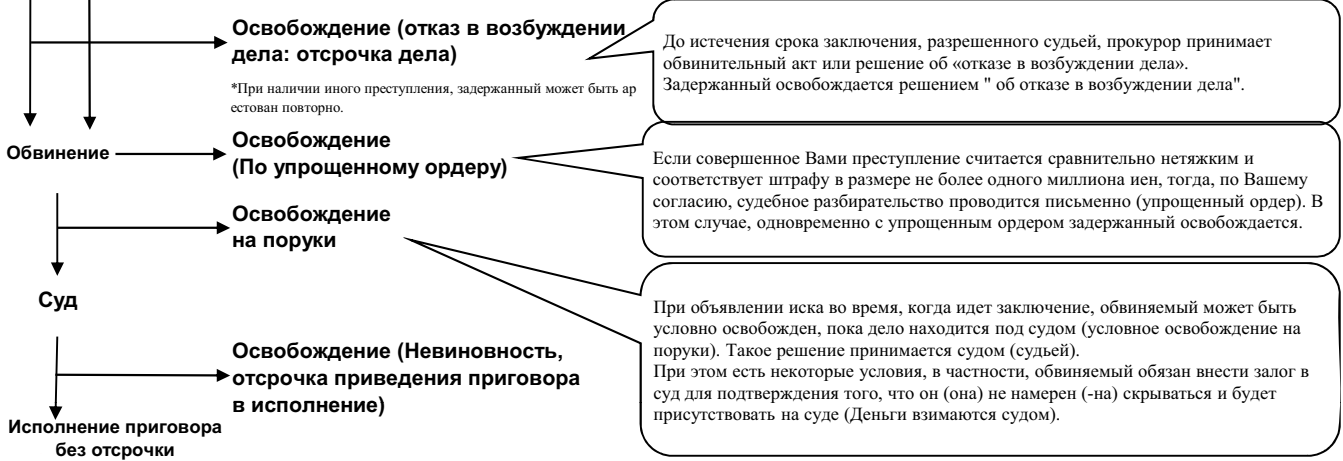 Освобождение (отказ в возбуждении
дела: отсрочка дела)
*При наличии иного преступления, задержанный может быть ар
естован повторно.
До истечения срока заключения, разрешенного судьей, прокурор принимает
обвинительный акт или решение об «отказе в возбуждении дела».
Задержанный освобождается решением " об отказе в возбуждении дела".
Обвинение
Освобождение
(По упрощенному ордеру)
Если совершенное Вами преступление считается сравнительно нетяжким и
соответствует штрафу в размере не более одного миллиона иен, тогда, по Вашему
согласию, судебное разбирательство проводится письменно (упрощенный ордер). В
этом случае, одновременно с упрощенным ордером задержанный освобождается.
Освобождение
на поруки
При объявлении иска во время, когда идет заключение, обвиняемый может быть
условно освобожден, пока дело находится под судом (условное освобождение на
поруки). Такое решение принимается судом (судьей).
При этом есть некоторые условия, в частности, обвиняемый обязан внести залог в
суд для подтверждения того, что он (она) не намерен (-на) скрываться и будет
присутствовать на суде (Деньги взимаются судом).
Суд
Освобождение (Невиновность,
отсрочка приведения приговора
в исполнение)
Исполнение приговора
без отсрочки